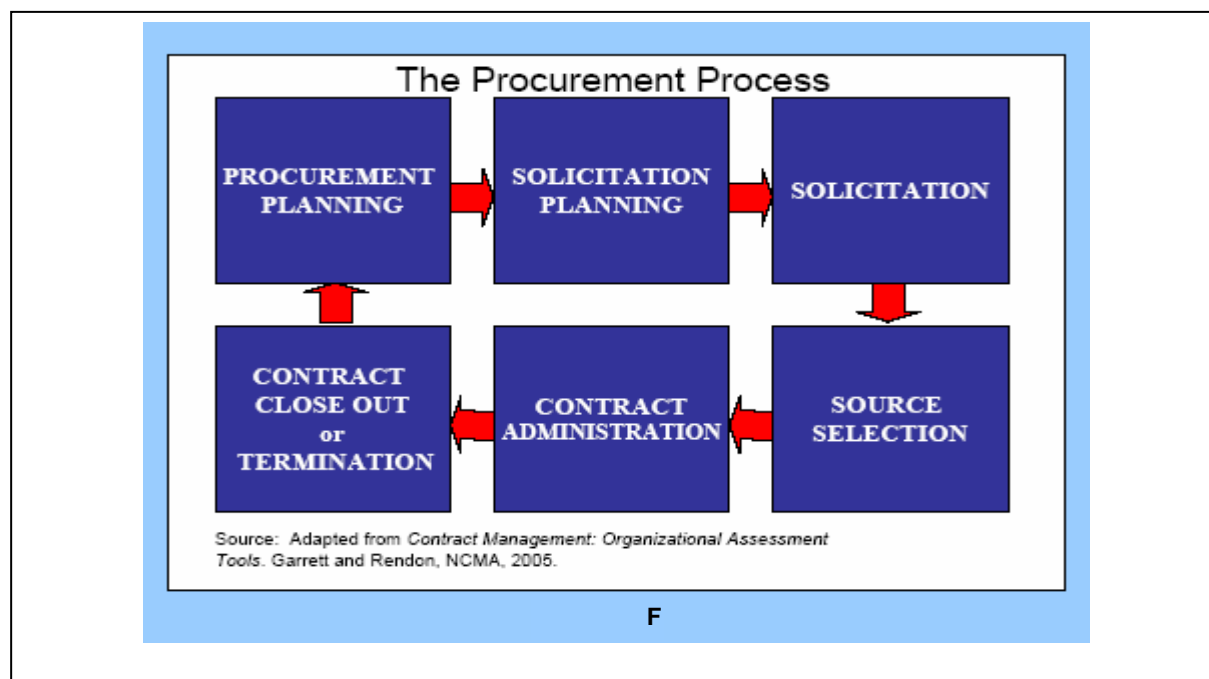 The Procurement Process
PROCUREMENT
PLANNING
SOLICITATION
PLANNING
SOLICITATION
SOURCE
SELECTION
CONTRACT
ADMINISTRATION
CONTRACT
CLOSE OUT
or
TERMINATION
Source: Adapted from Contract Management: Organizational Assessment
Tools. Garrett and Rendon, NCMA, 2005.
F